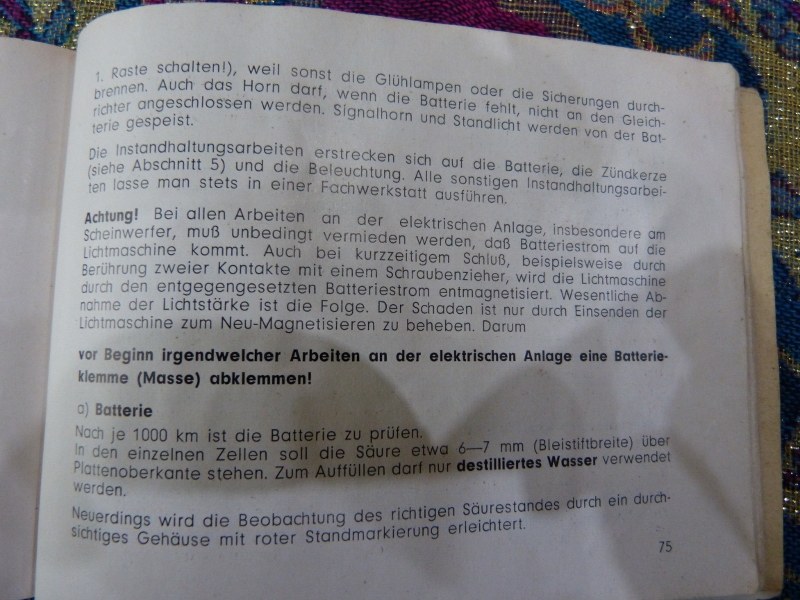 1. Raste schalten!), weil sonst die Glühlampen oder die Sicherungen durch-
brennen. Auch das Horn darf, wenn die Batterie fehlt, nicht an den Gleich-
richter angeschlossen werden. Signalhorn und Standlicht werden von der Bat-
terie gespeist.
Die Instandhaltungsarbeiten erstrecken sich auf die Batterie, die Zündkerze
(siehe Abschnitt 5) und die Beleuchtung. Alle sonstigen Instandhaltungsarbei-
ten lasse man stets in einer Fachwerkstatt ausführen.
Achtung! Bei allen Arbeiten an der elektrischen Anlage, insbesondere am
Scheinwerfer, muß unbedingt vermieden werden, daß Batteriestrom auf die
Lichtmaschine kommt. Auch bei kurzzeitigem Schluß, beispielsweise durch
Berührung zweier Kontakte mit einem Schraubenzieher, wird die Lichtmaschine
durch den entgegengesetzten Batteriestrom entmagnetisiert. Wesentliche Ab-
nahme der Lichtstärke ist die Folge. Der Schaden ist nur durch Einsenden der
Lichtmaschine zum Neu-Magnetisieren zu beheben. Darum
vor Beginn irgendwelcher Arbeiten an der elektrischen Anlage eine Batterie-
klemme (Masse) abklemmen!
a) Batterie
Nach je 1000 km ist die Batterie zu prüfen.
In den einzelnen Zellen soll die Säure etwa 6—7 mm (Bleistiftbreite) über
Plattenoberkante stehen. Zum Auffüllen darf nur destilliertes Wasser verwendet
werden.
Neuerdings wird die Beobachtung des richtigen Säurestandes durch ein durch-
sichtiges Gehäuse mit roter Standmarkierung erleichtert.
75